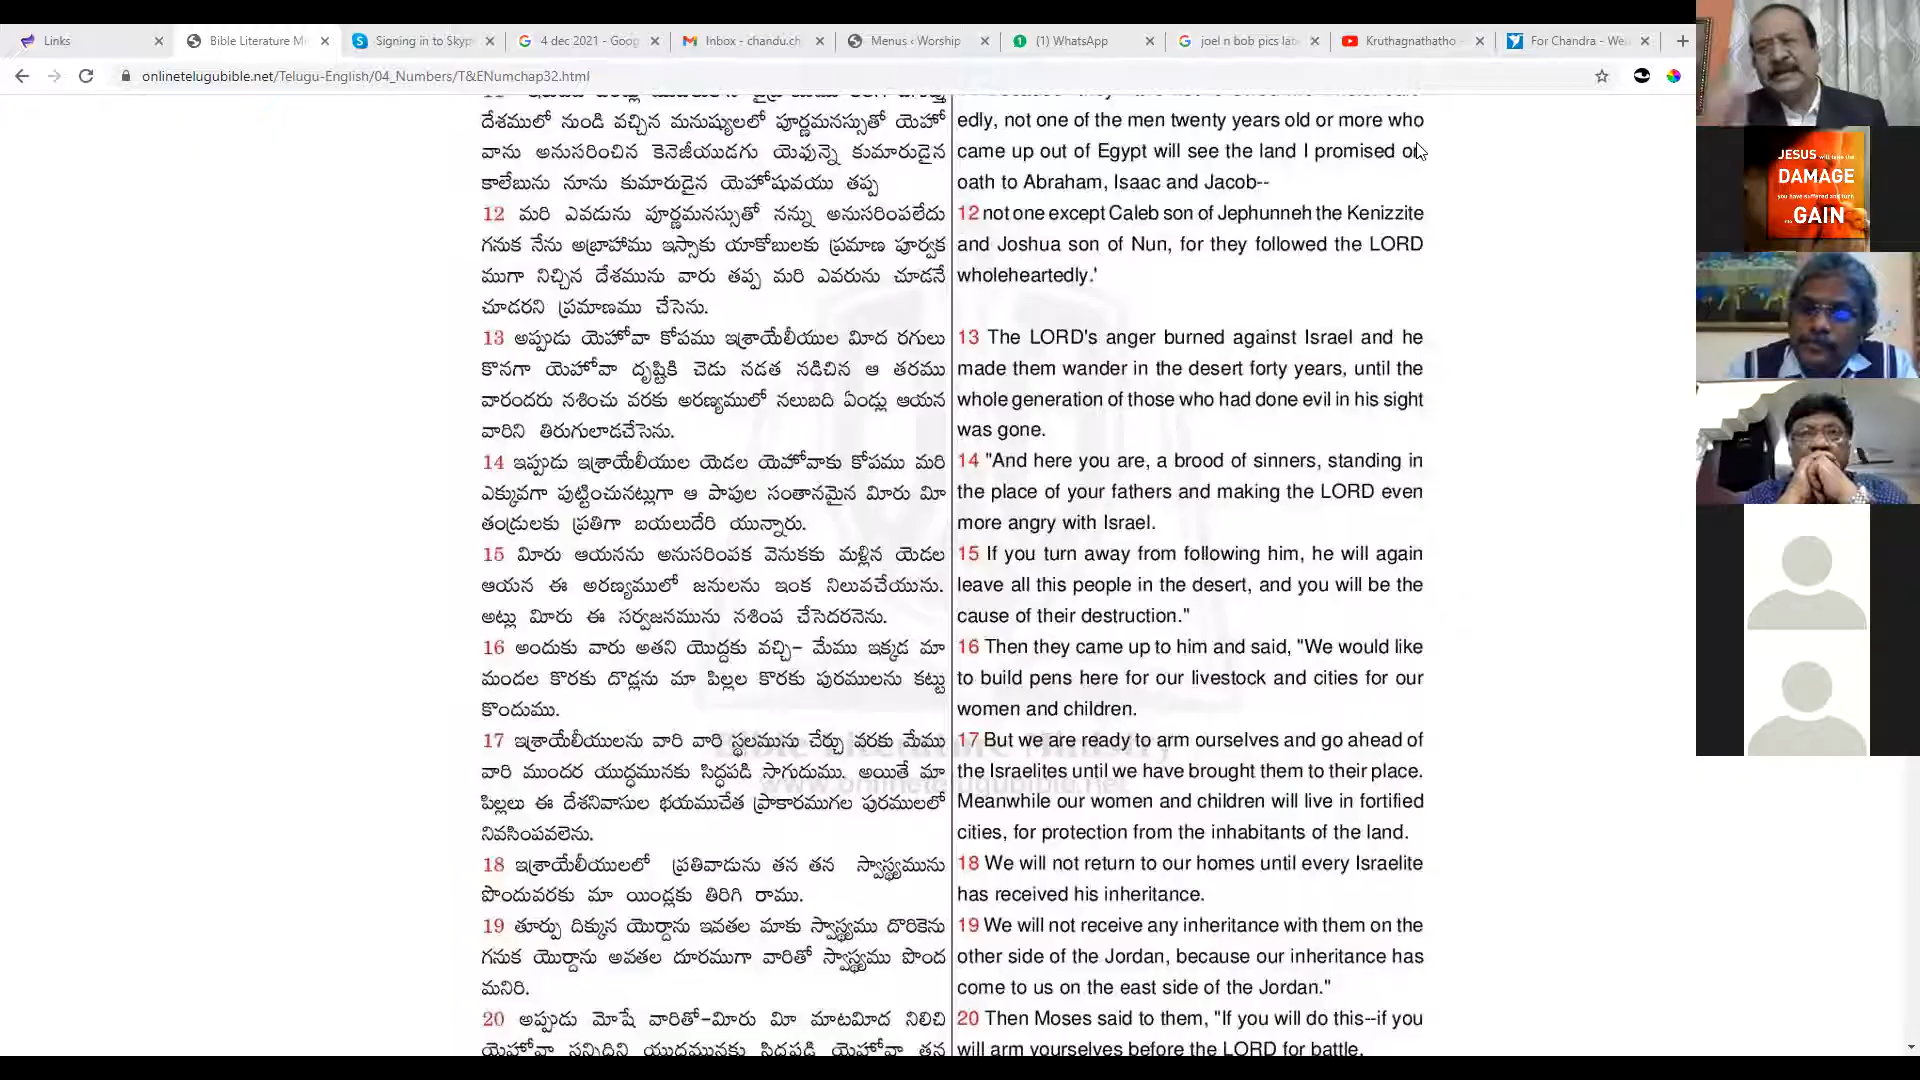 Links
Bible Literature Mi
Signing in to Skyp
4 dec 2021 - Goog
Inbox - chandu.ch
Menus ‹ Worship
(1) WhatsApp
joel n bob pics lat
Kruthagnathatho -
For Chandra - We
onlinetelugubible.net/Telugu-English/04_Numbers/T&ENumchap32.html
దేశములో నుండి వచ్చిన మనుష్యులలో పూర్ణమనస్సుతో యెహో
వాను అనుసరించిన కెనెజీయుడగు యెఫున్నె కుమారుడైన
కాలేబును నూను కుమారుడైన యెహోషువయు తప్ప
12 మరి ఎవడును పూర్ణమనస్సుతో నన్ను అనుసరింపలేదు
గనుక నేను అబ్రాహాము ఇస్సాకు యాకోబులకు ప్రమాణ పూర్వక
ముగా నిచ్చిన దేశమును వారు తప్ప మరి ఎవరును చూడనే
చూడరని ప్రమాణము చేసెను.
13 అప్పుడు యెహోవా కోపము ఇశ్రాయేలీయుల మీద రగులు
కొనగా యెహోవా దృష్టికి చెడు నడత నడిచిన ఆ తరము
వారందరు నశించు వరకు అరణ్యములో నలుబది ఏండ్లు ఆయన
వారిని తిరుగులాడచేసెను.
14 ఇప్పుడు ఇశ్రాయేలీయుల యెడల యెహోవాకు కోపము మరి
ఎక్కువగా పుట్టించునట్లుగా ఆ పాపుల సంతానమైన మీరు మీ
తండ్రులకు ప్రతిగా బయలుదేరి యున్నారు.
15 మీరు ఆయనను అనుసరింపక వెనుకకు మళ్లిన యెడల
ఆయన ఈ అరణ్యములో జనులను ఇంక నిలువచేయును.
అట్లు మీరు ఈ సర్వజనమును నశింప చేసెదరనెను.
16 అందుకు వారు అతని యొద్దకు వచ్చి- మేము ఇక్కడ మా
మందల కొరకు దొడ్లను మా పిల్లల కొరకు పురములను కట్టు
కొందుము.
17 ఇశ్రాయేలీయులను వారి వారి స్థలమును చేర్చు వరకు మేము
వారి ముందర యుద్ధమునకు సిద్ధపడి సాగుదుము. అయితే మా
పిల్లలు ఈ దేశనివాసుల భయముచేత ప్రాకారముగల పురములలో
నివసింపవలెను.
18 ఇశ్రాయేలీయులలో ప్రతివాడును తన తన స్వాస్థ్యమును
పొందువరకు మా యిండ్లకు తిరిగి రాము.
19 తూర్పు దిక్కున యొర్దాను ఇవతల మాకు స్వాస్థ్యము దొరికెను
గనుక యొర్దాను అవతల దూరముగా వారితో స్వాస్థ్యము పొంద
మనిరి.
20 అప్పుడు మోషే వారితో-మీరు మీ మాటమీద నిలిచి
యెహోవా సన్నిధిని యుద్ధమునకు సిద్ధపడి యెహోవా తన
edly, not one of the men twenty years old or more who
came up out of Egypt will see the land I promised on
oath to Abraham, Isaac and Jacob--
12 not one except Caleb son of Jephunneh the Kenizzite
and Joshua son of Nun, for they followed the LORD
wholeheartedly.'
13 The LORD's anger burned against Israel and he
made them wander in the desert forty years, until the
whole generation of those who had done evil in his sight
was gone.
14 "And here you are, a brood of sinners, standing in
the place of your fathers and making the LORD even
more angry with Israel.
15 If you turn away from following him, he will again
leave all this people in the desert, and you will be the
cause of their destruction."
16 Then they came up to him and said, "We would like
to build pens here for our livestock and cities for our
women and children.
17 But we are ready to arm ourselves and go ahead of
the Israelites until we have brought them to their place.
Meanwhile our women and children will live in fortified
cities, for protection from the inhabitants of the land.
18 We will not return to our homes until every Israelite
has received his inheritance.
19 We will not receive any inheritance with them on the
other side of the Jordan, because our inheritance has
come to us on the east side of the Jordan."
20 Then Moses said to them, "If you will do this--if you
will arm yourselves before the LORD for battle,
Bible Literature Ministry
www.onlinetelugubible.net
JESUS will take the
DAMAGE
you have suffered and turn
GAIN